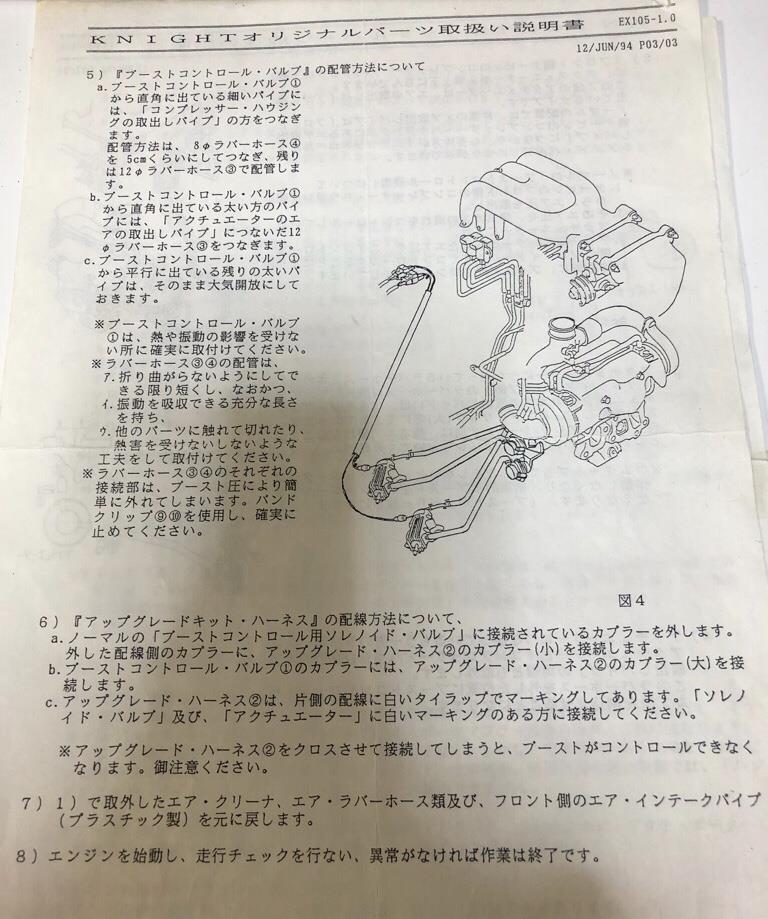 KNIGHTオリジナルパーツ取扱い説明書
EX105-1.0
12/JUN/94 P03/03
5)『ブーストコントロール・バルブ』の配管方法について
a.ブーストコントロール・バルブ①
から直角に出ている細いパイプに
は、「コンプレッサー・ハウジン
グの取出しパイプ」の方をつなぎ
ます。
配管方法は、8φラバーホース④
を 5cmくらいにしてつなぎ、残り
は12φラバーホース③で配管しま
す。
b.ブーストコントロール・バルブ①
から直角に出ている太い方のパイ
プには、「アクチュエーターのエ
アの取出しパイプ」につないだ12
φラバーホース③をつなぎます。
c.ブーストコントロール・バルブ①
から平行に出ている残りの太いパ
イプは、そのまま大気開放にして
おきます。
※ブーストコントロール・バルブ
①は、熱や振動の影響を受けな
い所に確実に取付けてください。
※ラバーホース③④の配管は、
ｱ.折り曲がらないようにしてで
きる限り短くし、なおかつ、
ｲ.振動を吸収できる充分な長さ
を持ち、
ｳ.他のパーツに触れて切れたり、
熱害を受けないしないような
工夫をして取付けてください。
※ラバーホース③④のそれぞれの
接続部は、ブースト圧により簡
単に外れてしまいます。バンド
クリップ⑨⑩を使用し、確実に
止めてください。
図4
6)『アップグレードキット・ハーネス』の配線方法について、
a.ノーマルの「ブーストコントロール用ソレノイド・バルブ」に接続されているカプラーを外します。
外した配線側のカプラーに、アップグレード・ハーネス②のカプラー(小)を接続します。
b.ブーストコントロール・バルブ①のカプラーには、アップグレード・ハーネス②のカプラー(大)を接
続します。
c.アップグレード・ハーネス②は、片側の配線に白いタイラップでマーキングしてあります。「ソレノ
イド・バルブ」及び、「アクチュエーター」に白いマーキングのある方に接続してください。
※アップグレード・ハーネス②をクロスさせて接続してしまうと、ブーストがコントロールできなく
なります。御注意ください。
7)1)で取外したエア・クリーナ、エア・ラバーホース類及び、フロント側のエア・インテークパイプ
(プラスチック製)を元に戻します。
8)エンジンを始動し、走行チェックを行ない、異常がなければ作業は終了です。